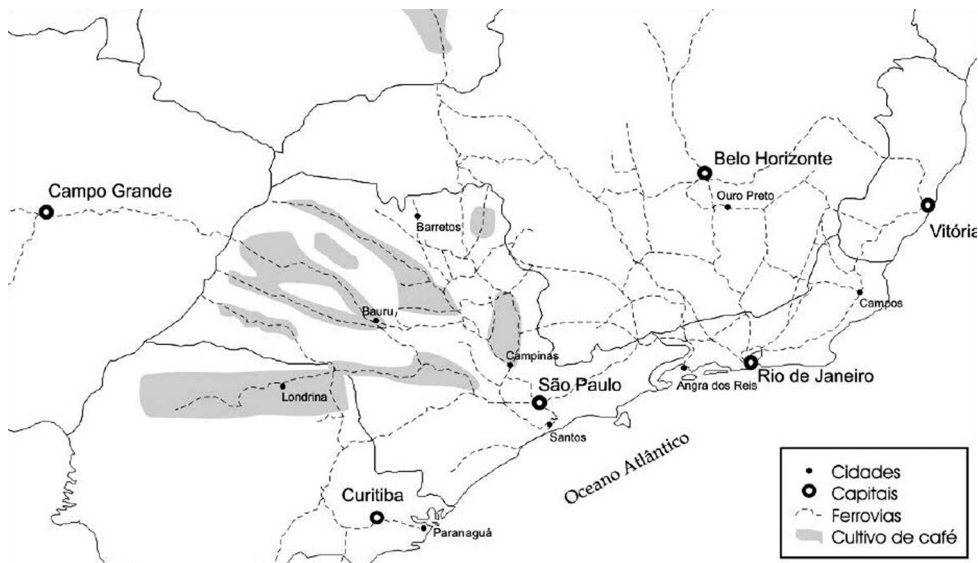 Belo Horizonte
Ouro Preto
Campo Grande
Barretos
Vitória
Campos
Bauru
Campinas
São Paulo
Rio de Janeiro
Angra dos Reis
Londrina
Santos
Oceano Atlântico
Curitiba
Paranaguá
Cidades
Capitais
Ferrovias
Cultivo de café